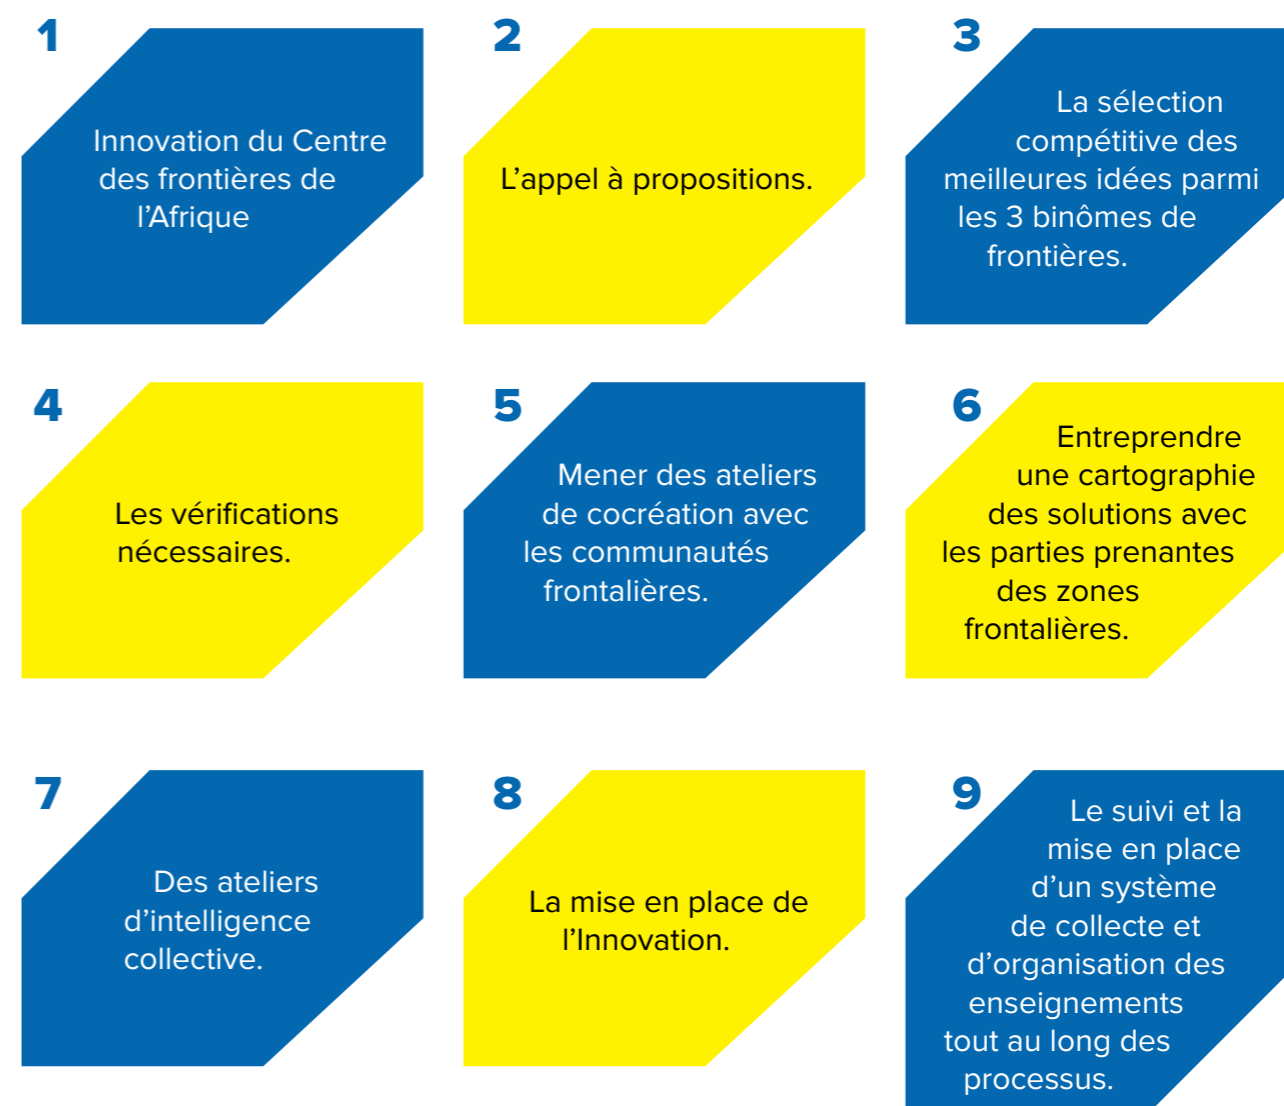 1
Innovation du Centre
des frontières de
l’Afrique
2
L’appel à propositions.
3
La sélection
compétitive des
meilleures idées parmi
les 3 binômes de
frontières.
4
Les vérifications
nécessaires.
5
Mener des ateliers
de cocréation avec
les communautés
frontalières.
6
Entreprendre
une cartographie
des solutions avec
les parties prenantes
des zones
frontalières.
7
Des ateliers
d’intelligence
collective.
8
La mise en place de
l’Innovation.
9
Le suivi et la
mise en place
d’un système
de collecte et
d’organisation des
enseignements
tout au long des
processus.